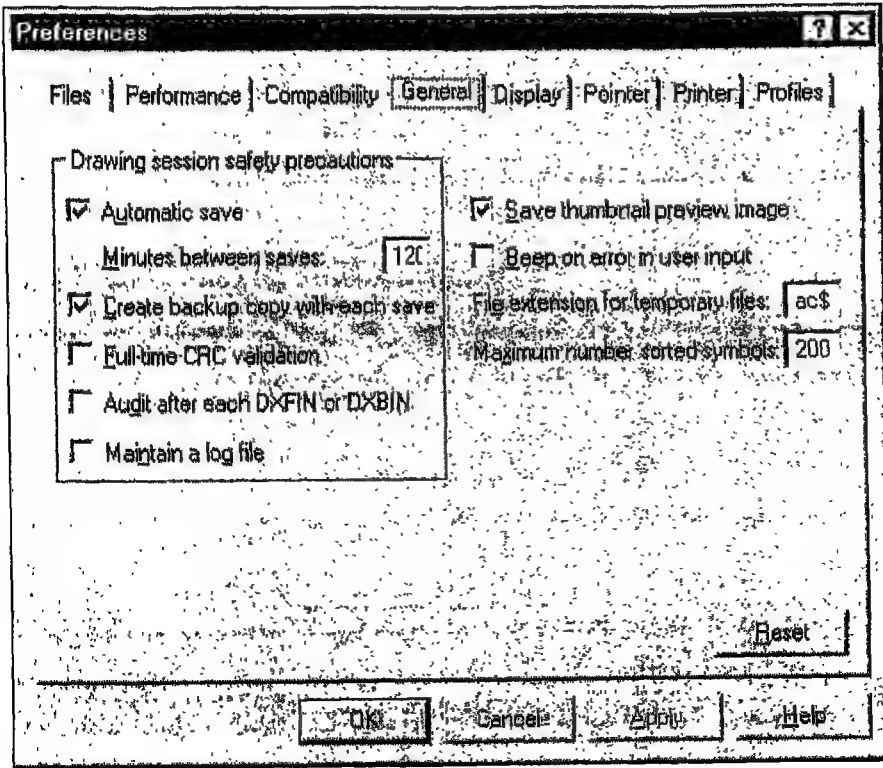 Preferences
Files Performance Compatibility General Display Pointer Printer Profiles
Drawing session safety precautions
Automatic save
Minutes between saves: 120
Create backup copy with each save
Full-time CRC validation
Audit after each DXFIN or DXBIN
Maintain a log file
Save thumbnail preview image
Beep on error in user input
File extension for temporary files: ac$
Maximum number sorted symbols: 200
Reset
OK Cancel Apply Help